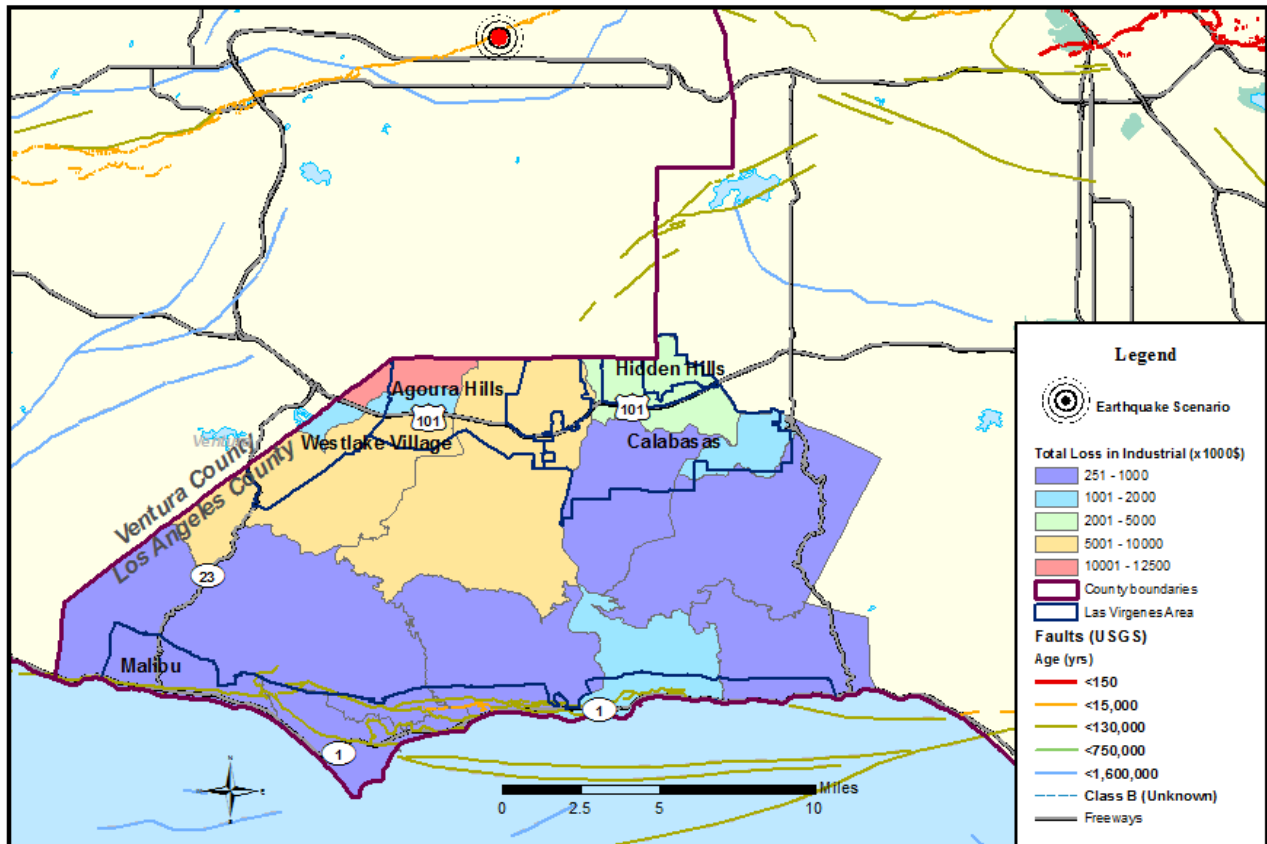 Hidden Hills
Agoura Hills
101
101
Westlake Village
Calabasas
Ventura County
Los Angeles County
23
Malibu
1
1
N
Miles
0 2.5 5 10
Legend
Earthquake Scenario
Total Loss in Industrial (x1000$)
251 - 1000
1001 - 2000
2001 - 5000
5001 - 10000
10001 - 12500
County boundaries
Las Virgenes Area
Faults (USGS)
Age (yrs)
<150
<15,000
<130,000
<750,000
<1,600,000
Class B (Unknown)
Freeways